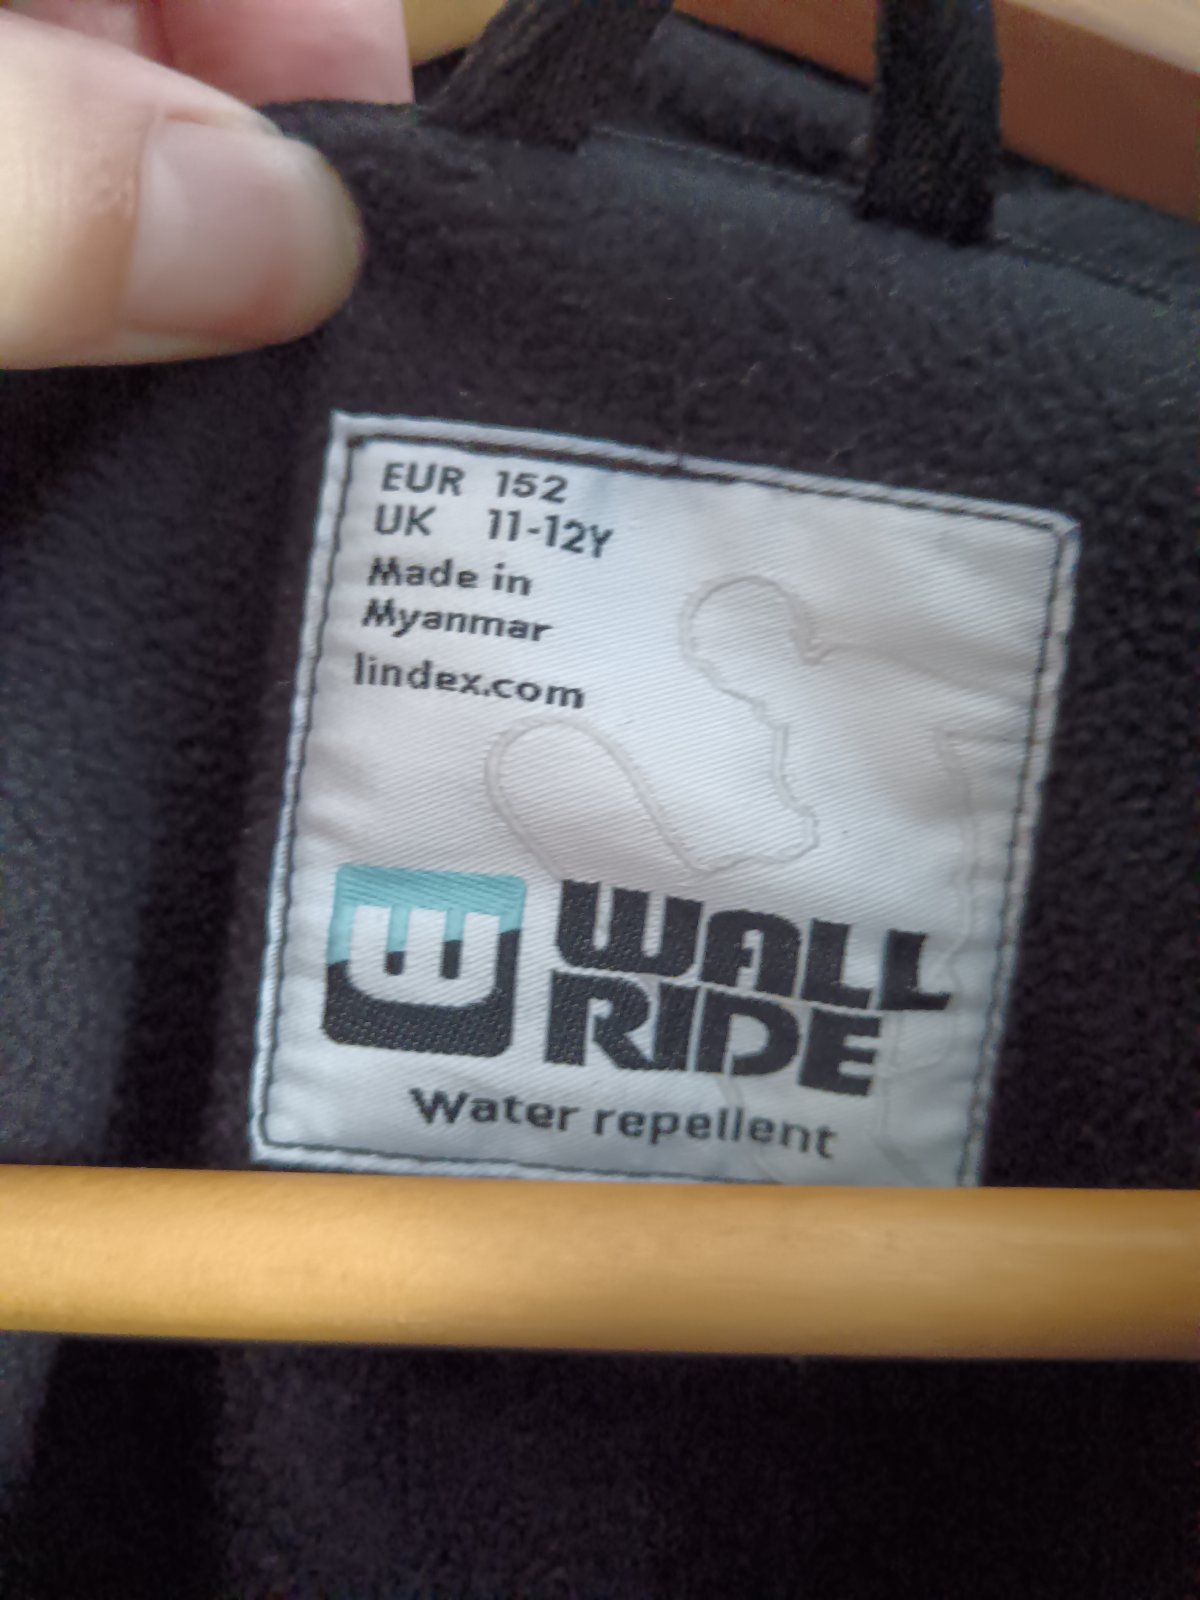 EUR 152
UK 11-12Y
Made in
Myanmar
lindex.com
W WALL
RIDE
Water repellent